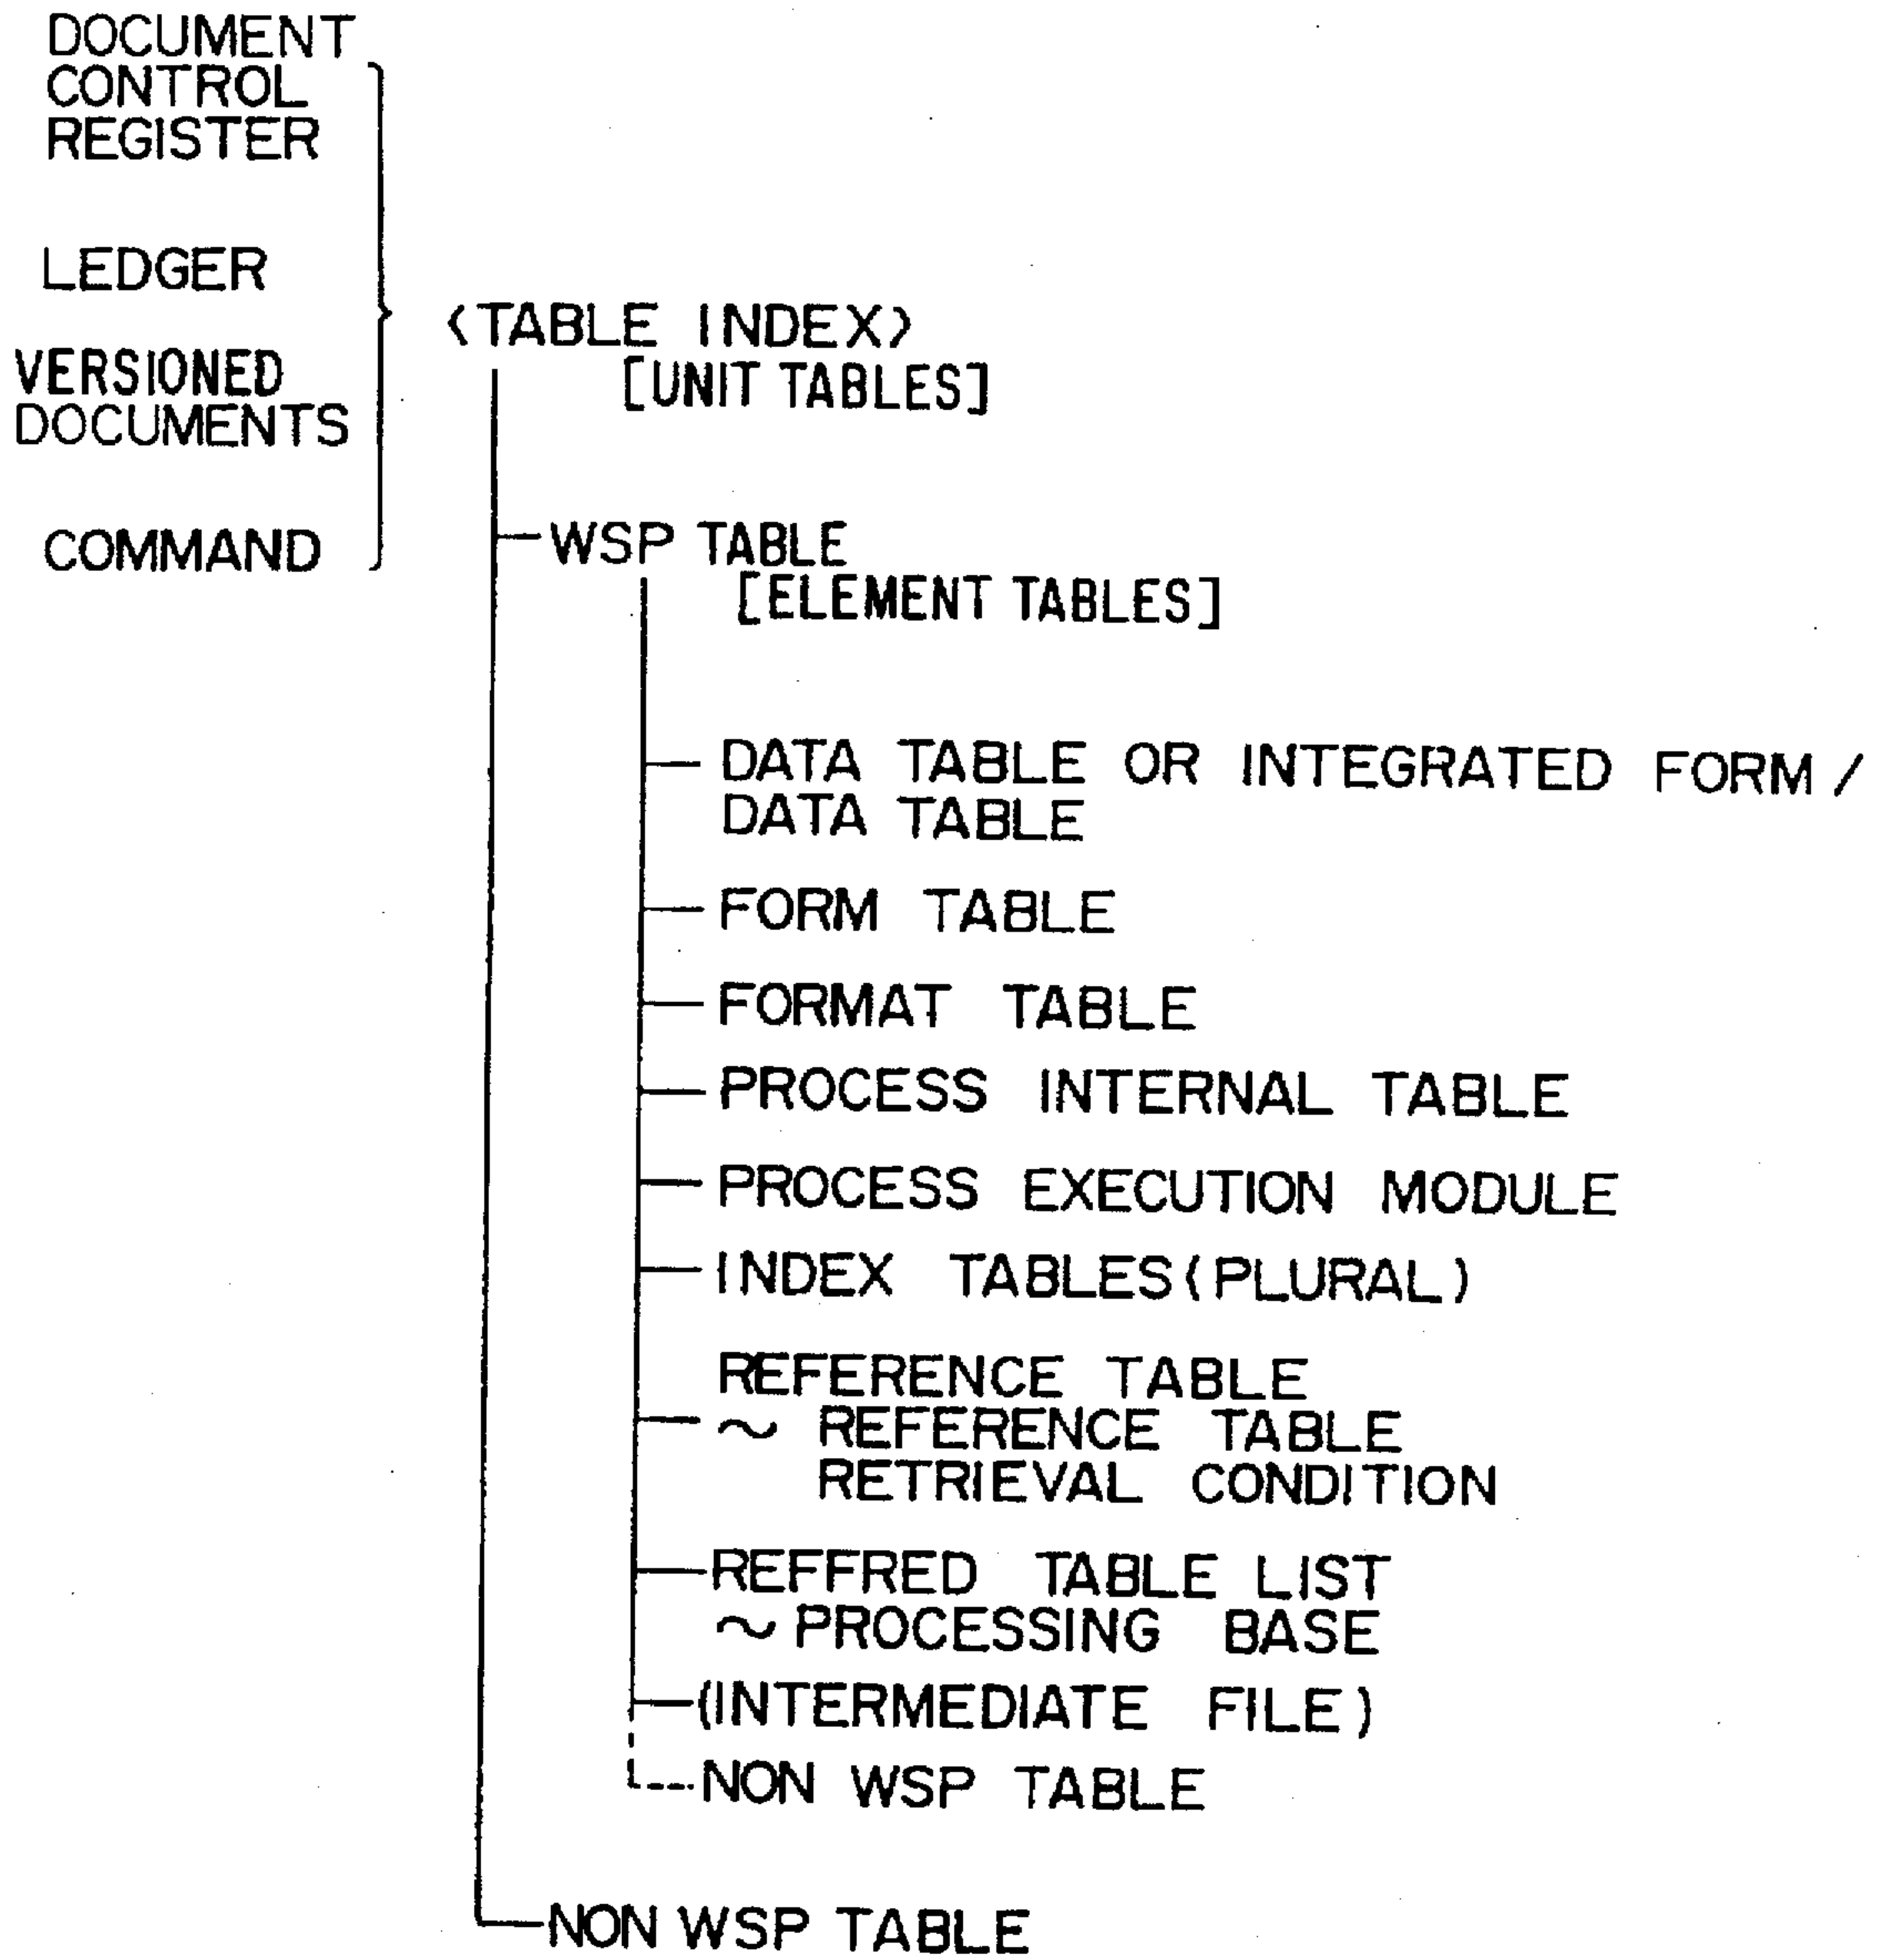 DOCUMENT
CONTROL
REGISTER
LEDGER
VERSIONED
DOCUMENTS
COMMAND
<TABLE INDEX>
[UNIT TABLES]
WSP TABLE
[ELEMENT TABLES]
DATA TABLE OR INTEGRATED FORM /
DATA TABLE
FORM TABLE
FORMAT TABLE
PROCESS INTERNAL TABLE
PROCESS EXECUTION MODULE
INDEX TABLES(PLURAL)
REFERENCE TABLE
~ REFERENCE TABLE
RETRIEVAL CONDITION
REFFRED TABLE LIST
~ PROCESSING BASE
(INTERMEDIATE FILE)
NON WSP TABLE
NON WSP TABLE